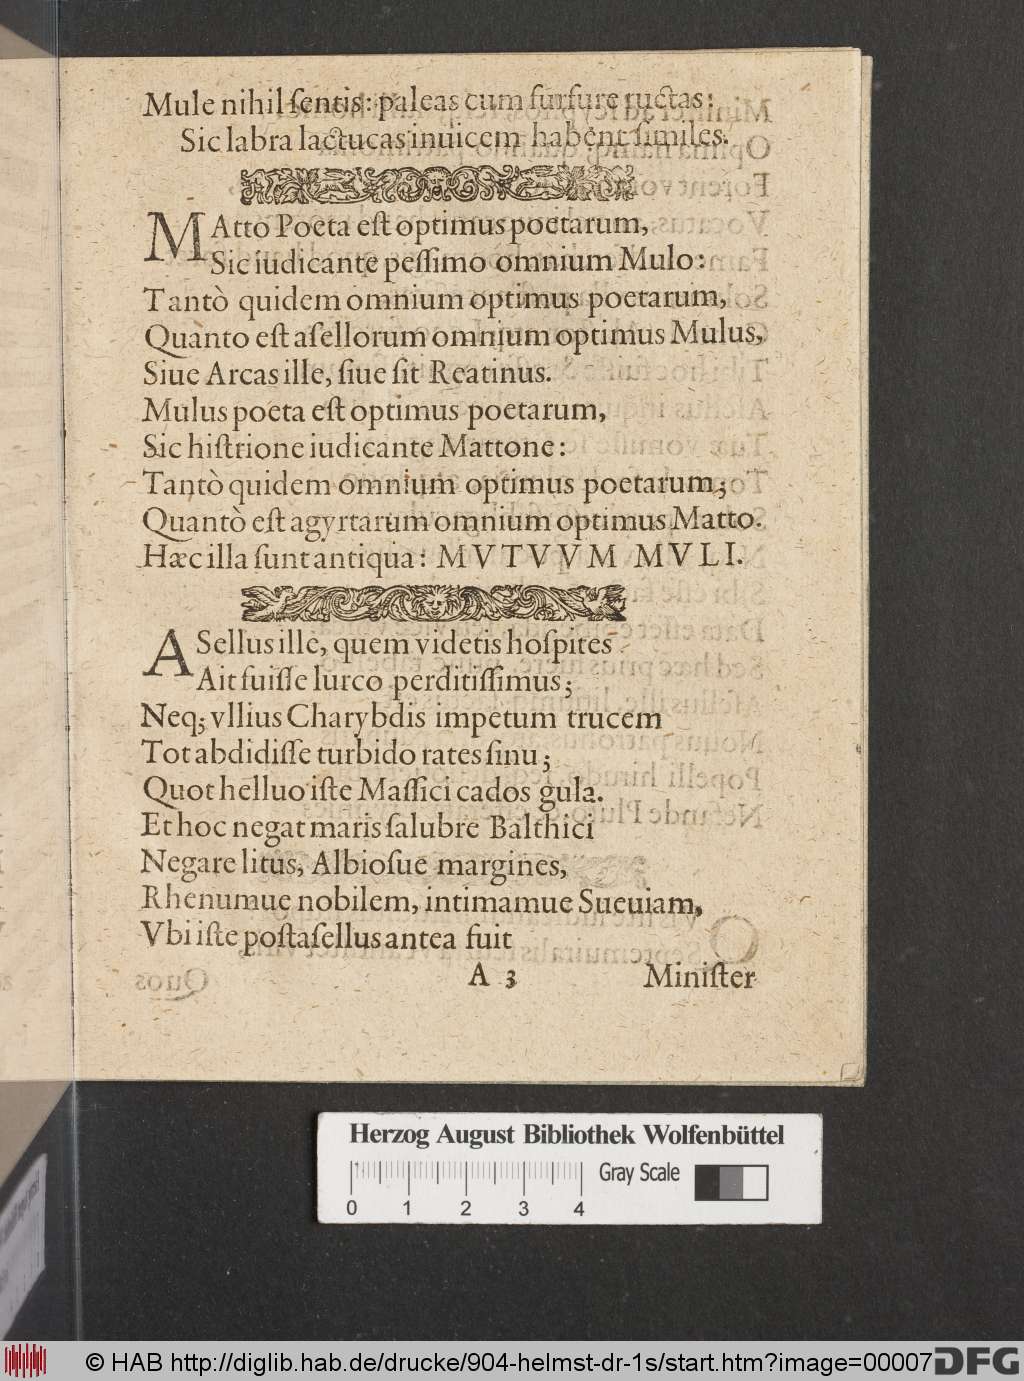 Mule nihil ſentis: paleas cum furfure ructas:
Sic labra lactucas inuicem habent ſimiles.
MAtto Poeta eſt optimus poetarum,
Sic iudicante peſſimo omnium Mulo:
Tantò quidem omnium optimus poetarum,
Quanto eſt aſellorum omnium optimus Mulus,
Siue Arcas ille, ſiue ſit Reatinus.
Mulus poeta eſt optimus poetarum,
Sic hiſtrione iudicante Mattone:
Tantò quidem omnium optimus poetarum;
Quantò eſt agyrtarum omnium optimus Matto.
Hæc illa ſunt antiqua: MVTVVM MVLI.
ASellus ille, quem videtis hoſpites
Ait fuiſſe lurco perditiſſimus;
Neq; vllius Charybdis impetum trucem
Tot abdidiſſe turbido rates ſinu;
Quot helluo iſte Maſſici cados gula.
Et hoc negat maris ſalubre Balthici
Negare litus, Albioſue margines,
Rhenumue nobilem, intimamue Sueuiam,
Vbi iſte poſt aſellus antea fuit
A 3 Miniſter
Herzog August Bibliothek Wolfenbüttel
Gray Scale
0 1 2 3 4
© HAB http://diglib.hab.de/drucke/904-helmst-dr-1s/start.htm?image=00007
DFG